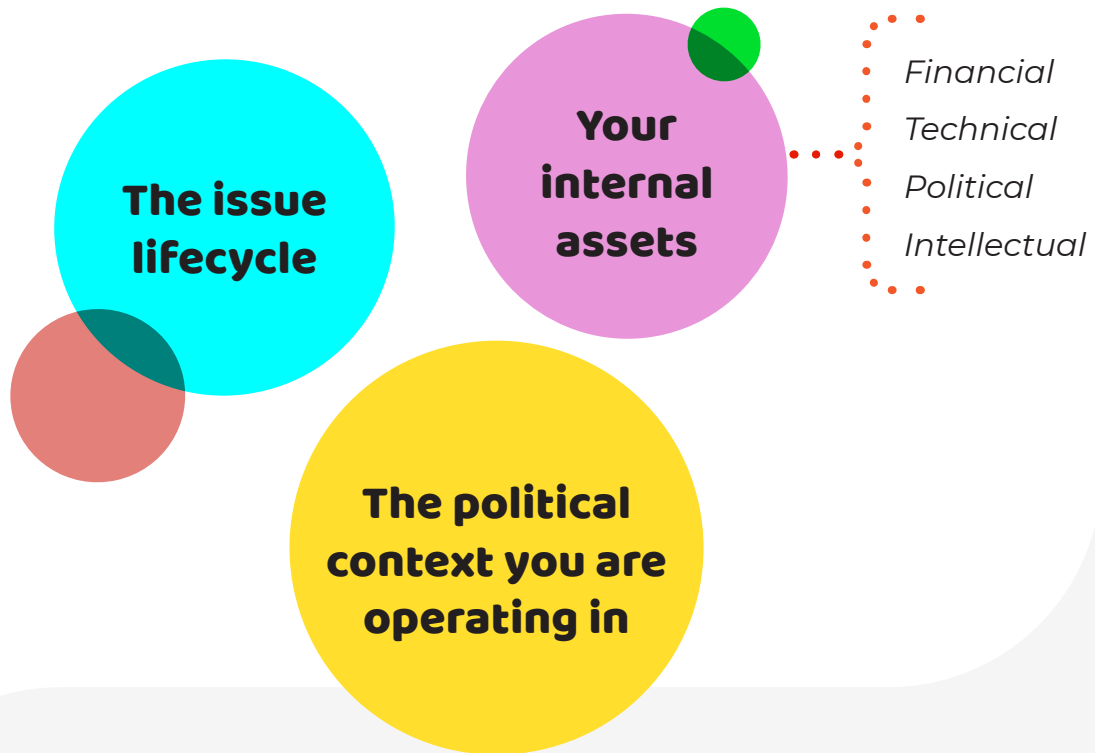 The issue
lifecycle
Your
internal
assets
Financial
Technical
Political
Intellectual
The political
context you are
operating in